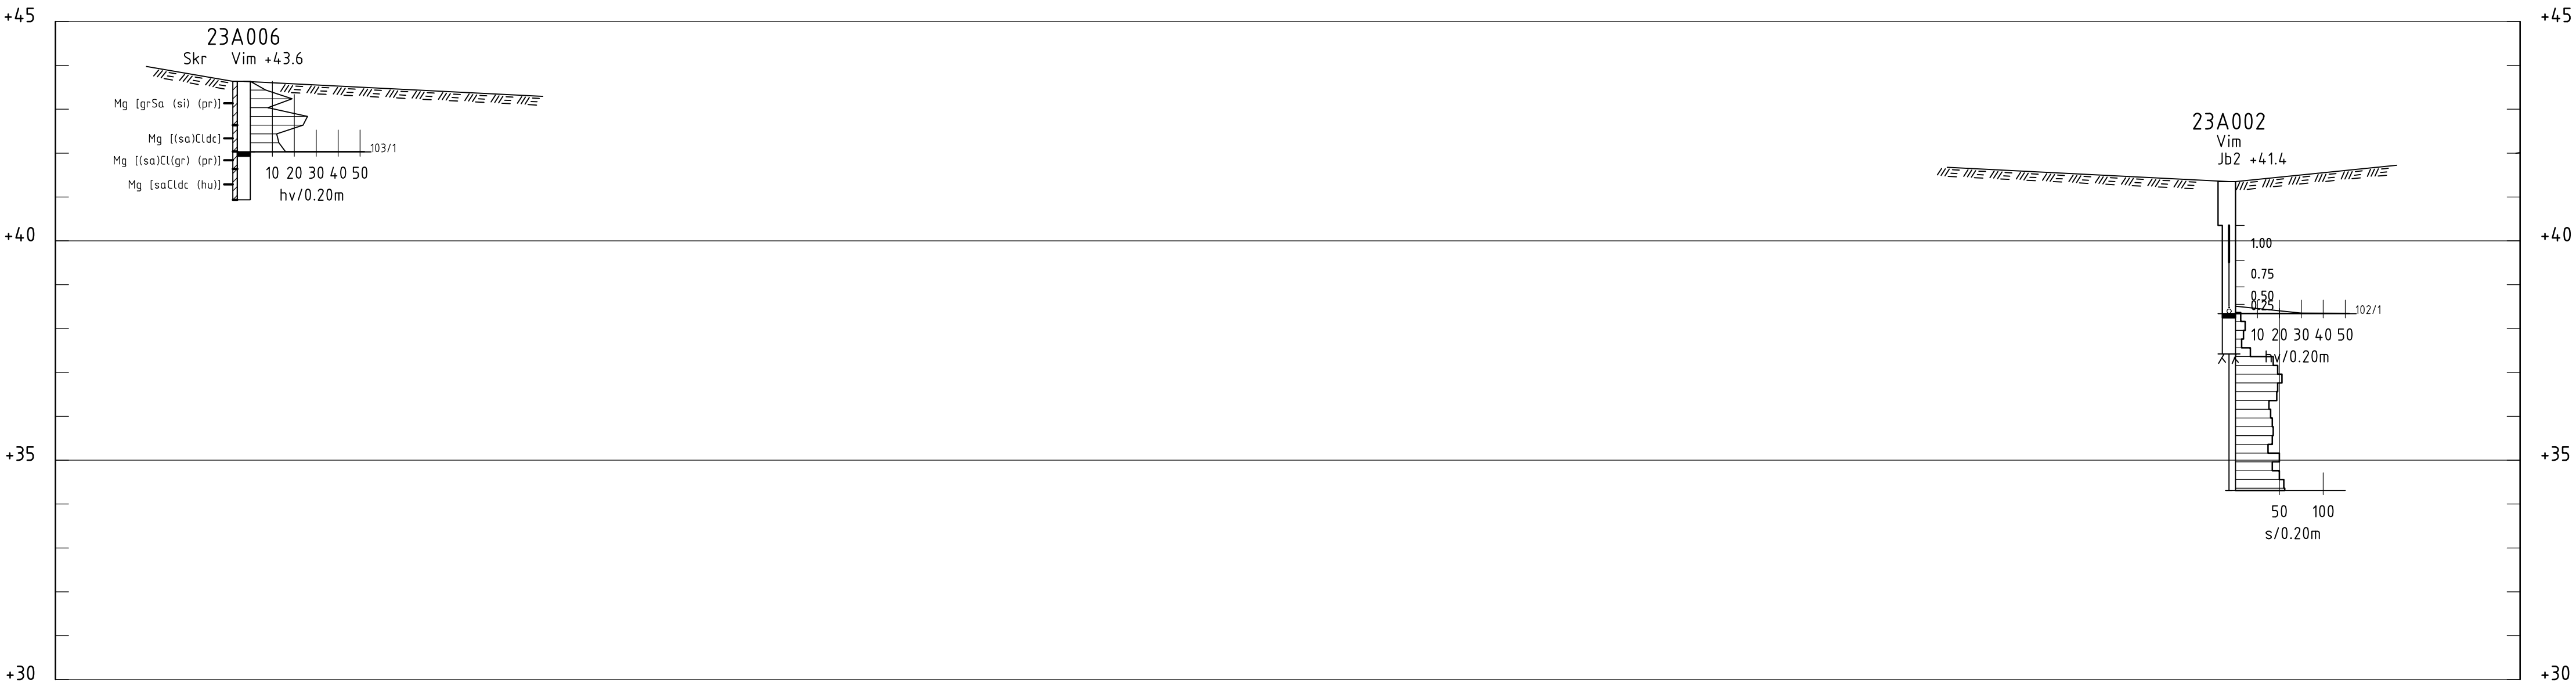 +45
+45
23A006
Skr Vim +43.6
Mg [grSa (si) (pr)]
Mg [(sa)Cldc]
103/1
Mg [(sa)Cl(gr) (pr)]
10 20 30 40 50
Mg [saCldc (hu)]
hv/0.20m
23A002
Vim
Jb2 +41.4
+40
+40
1.00
0.75
0.50
0.25
102/1
10 20 30 40 50
hv/0.20m
+35
+35
50 100
s/0.20m
+30
+30